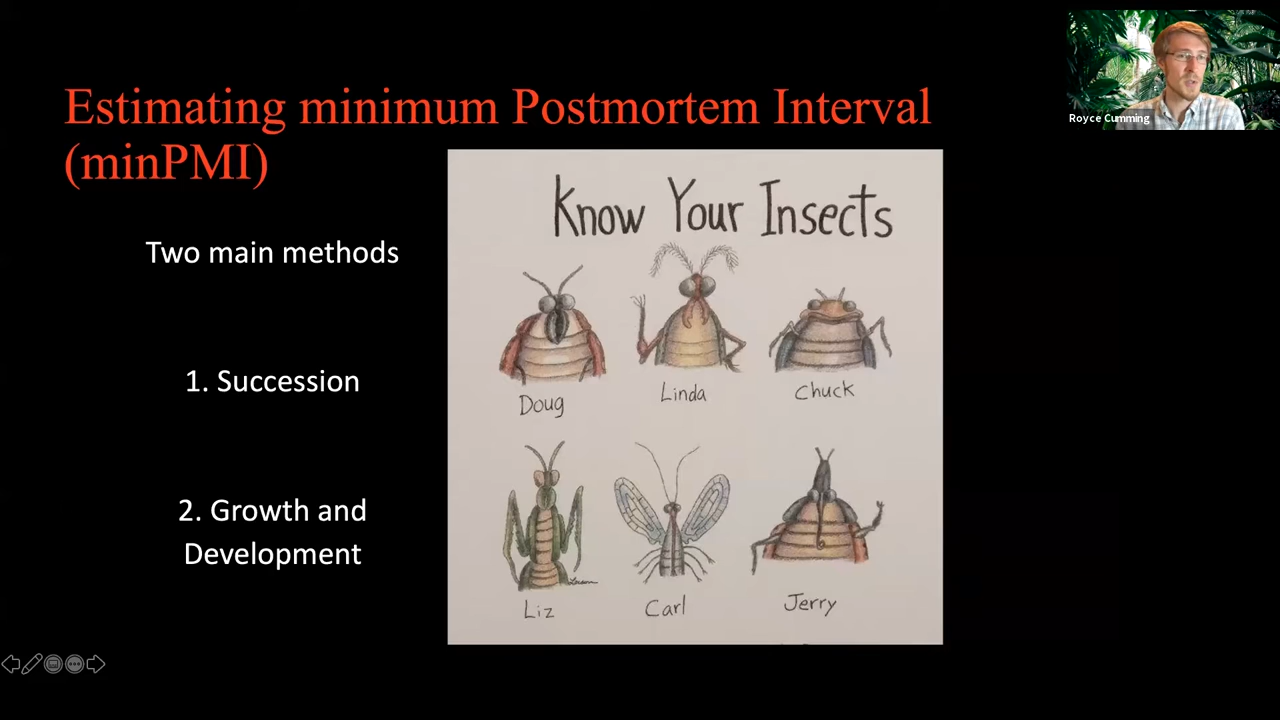 Estimating minimum Postmortem Interval
(minPMI)
Royce Cumming
Two main methods
1. Succession
2. Growth and
Development
Know Your Insects
Doug
Linda
Chuck
Liz
Carl
Jerry